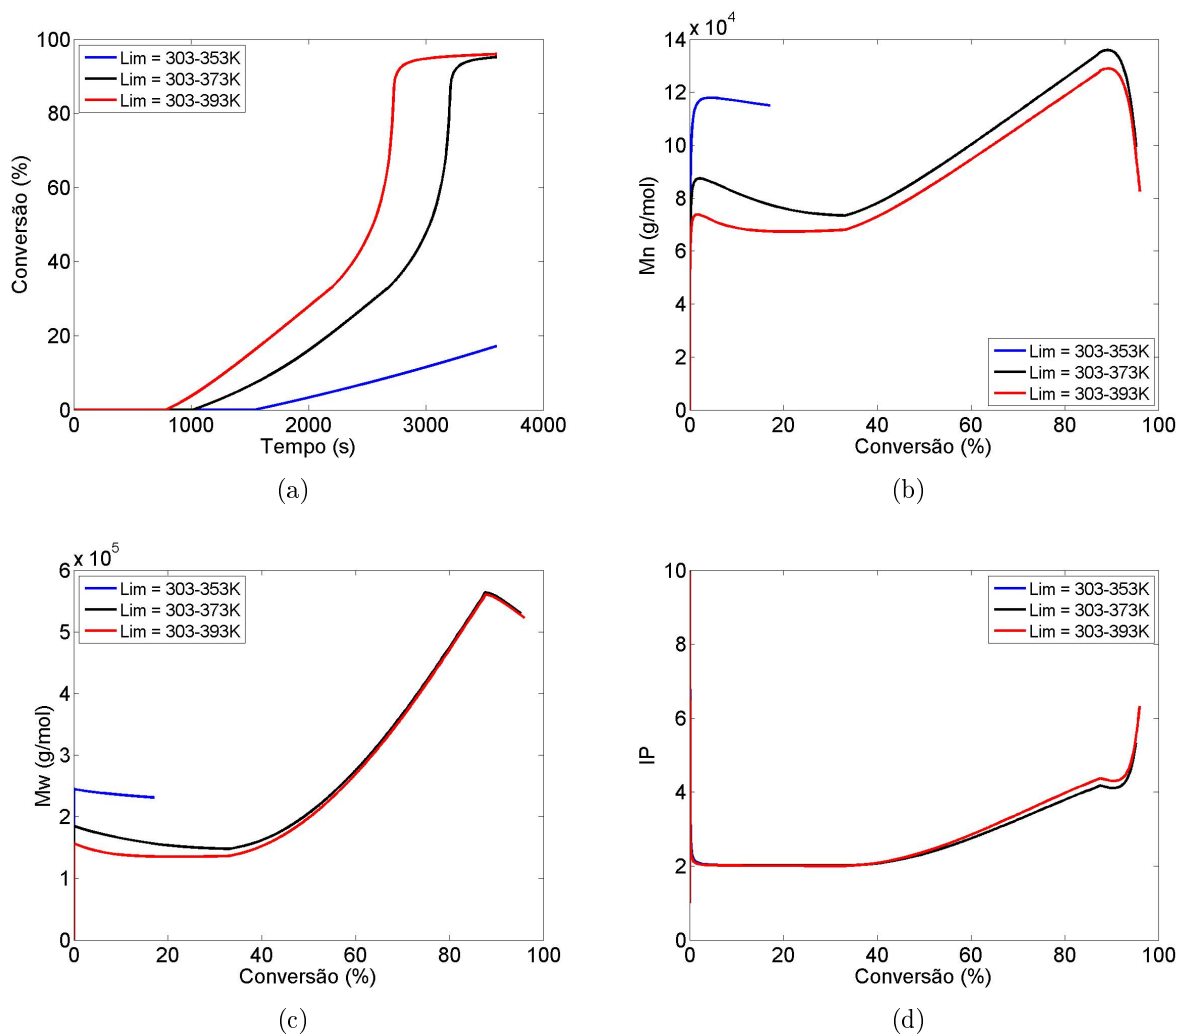 100
80
60
40
20
0
Conversão (%)
Lim = 303-353K
Lim = 303-373K
Lim = 303-393K
0 1000 2000 3000 4000
Tempo (s)
(a)
x 10^4
14
12
10
8
6
4
2
0
Mn (g/mol)
Lim = 303-353K
Lim = 303-373K
Lim = 303-393K
0 20 40 60 80 100
Conversão (%)
(b)
x 10^5
6
5
4
3
2
1
0
Mw (g/mol)
Lim = 303-353K
Lim = 303-373K
Lim = 303-393K
0 20 40 60 80 100
Conversão (%)
(c)
10
8
6
4
2
0
IP
Lim = 303-353K
Lim = 303-373K
Lim = 303-393K
0 20 40 60 80 100
Conversão (%)
(d)